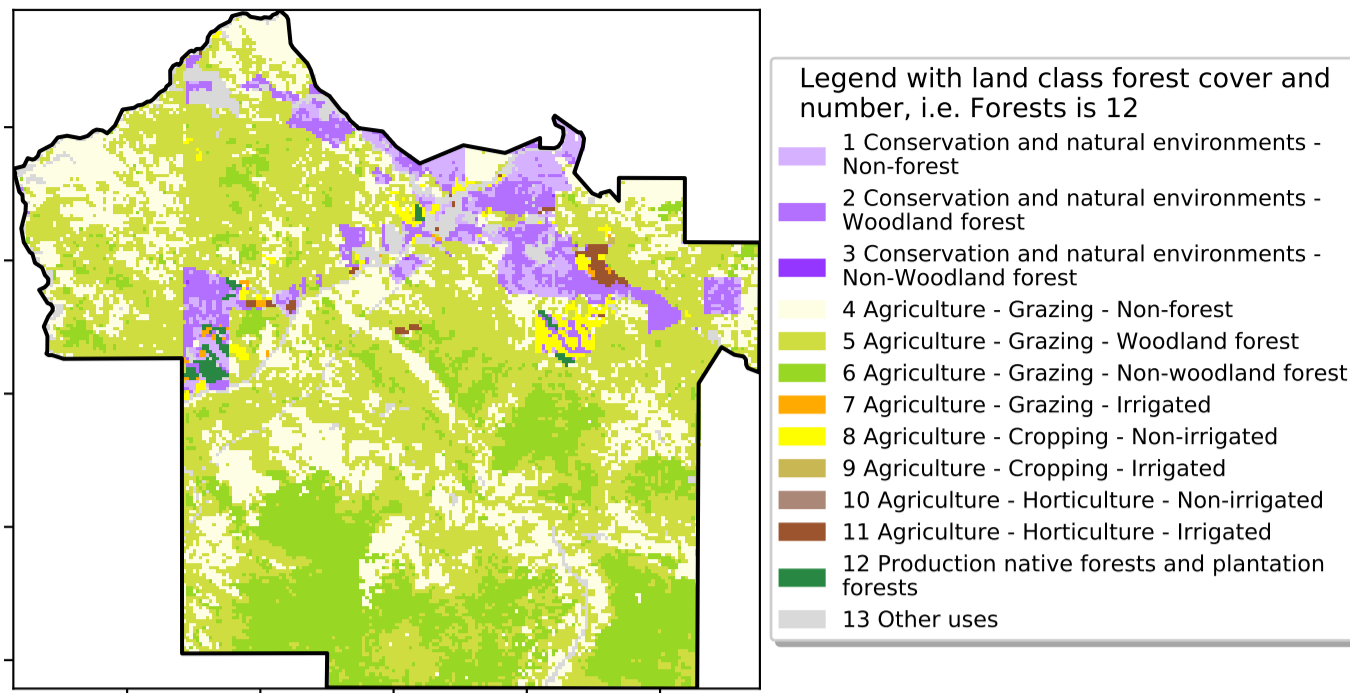 Legend with land class forest cover and
number, i.e. Forests is 12
1 Conservation and natural environments -
Non-forest
2 Conservation and natural environments -
Woodland forest
3 Conservation and natural environments -
Non-Woodland forest
4 Agriculture - Grazing - Non-forest
5 Agriculture - Grazing - Woodland forest
6 Agriculture - Grazing - Non-woodland forest
7 Agriculture - Grazing - Irrigated
8 Agriculture - Cropping - Non-irrigated
9 Agriculture - Cropping - Irrigated
10 Agriculture - Horticulture - Non-irrigated
11 Agriculture - Horticulture - Irrigated
12 Production native forests and plantation
forests
13 Other uses